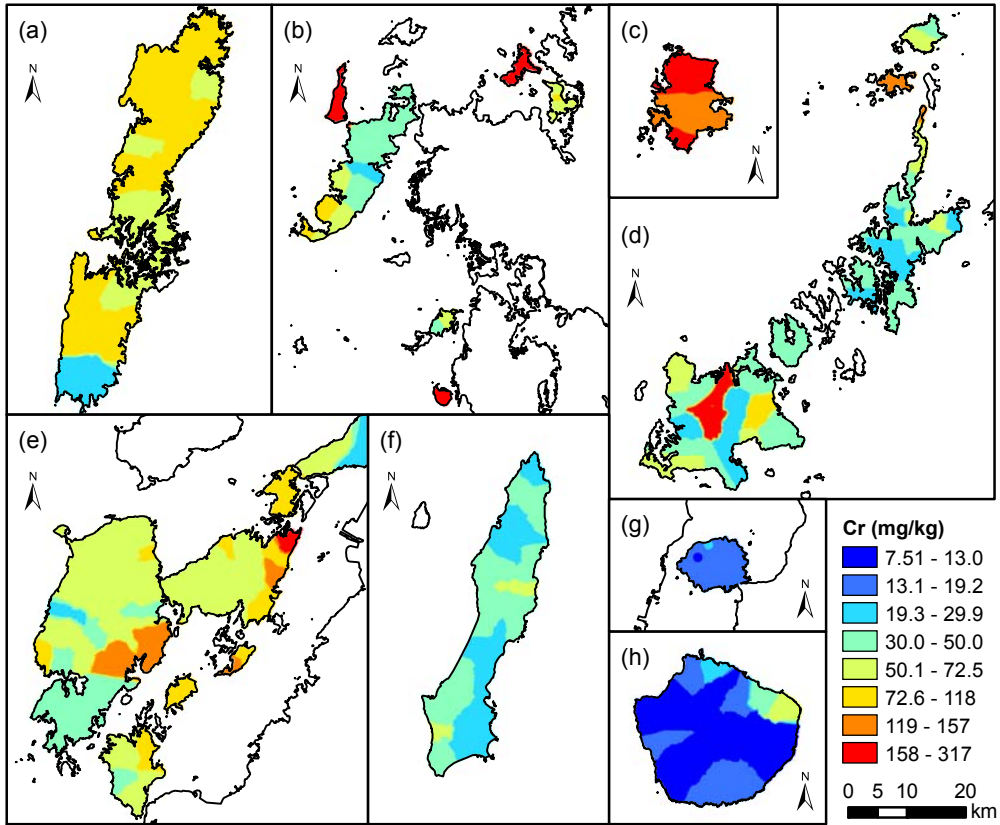 (a)
N
(b)
N
(c)
N
(d)
N
(e)
N
(f)
N
(g)
N
(h)
N
Cr (mg/kg)
7.51 - 13.0
13.1 - 19.2
19.3 - 29.9
30.0 - 50.0
50.1 - 72.5
72.6 - 118
119 - 157
158 - 317
0 5 10 20
km